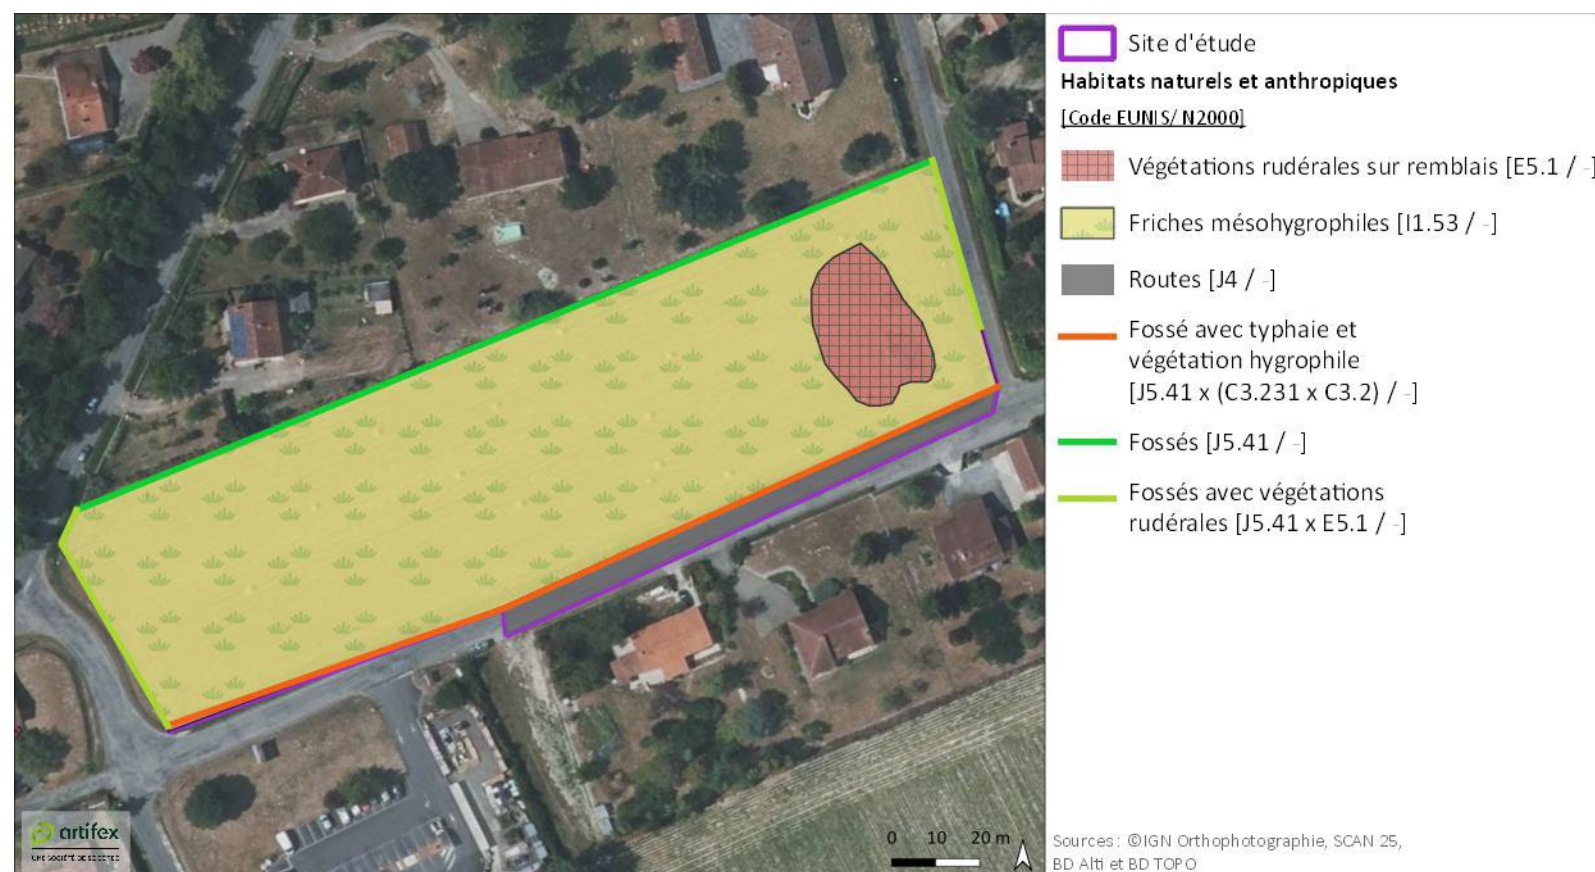 Site d'étude
Habitats naturels et anthropiques
[Code EUNIS/ N2000]
Végétations rudérales sur remblais [E5.1 / -]
Friches mésohygrophiles [I1.53 / -]
Routes [J4 / -]
Fossé avec typhaie et
végétation hygrophile
[J5.41 x (C3.231 x C3.2) / -]
Fossés [J5.41 / -]
Fossés avec végétations
rudérales [J5.41 x E5.1 / -]
artifex
UNE SOCIÉTÉ DE
0 10 20 m
Sources : ©IGN Orthophotographie, SCAN 25,
BD Alti et BD TOPO